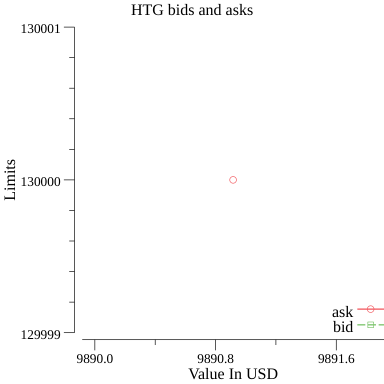 HTG bids and asks
130001
130000
129999
Limits
ask
bid
9890.0
9890.8
9891.6
Value In USD